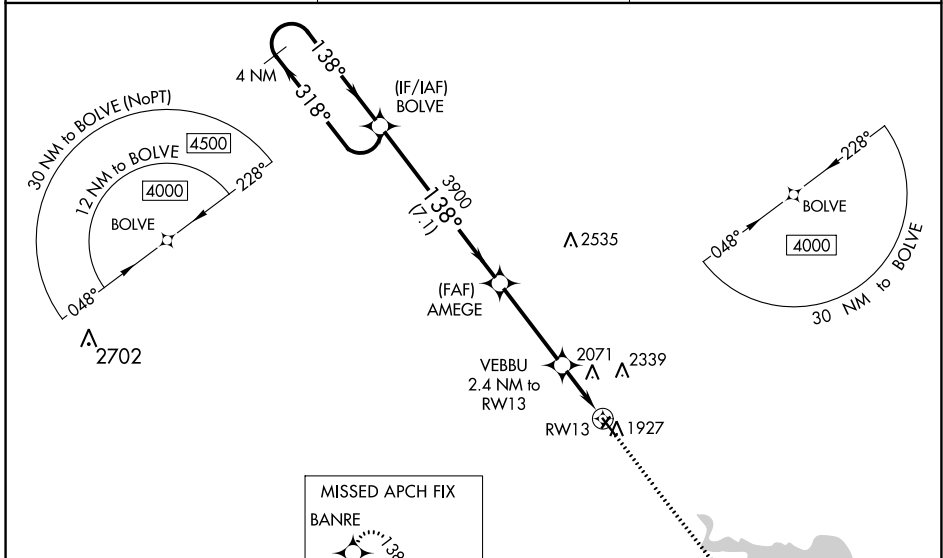 4 NM
138°
318°
(IF/IAF)
BOLVE
30 NM to BOLVE (NoPT)
4500
12 NM to BOLVE
4000
228°
BOLVE
048°
2702
3900
138°
(7.1)
2535
(FAF)
AMEGE
228°
BOLVE
048°
4000
30 NM to BOLVE
VEBBU
2.4 NM to
RW13
2071
2339
RW13
1927
MISSED APCH FIX
BANRE
138